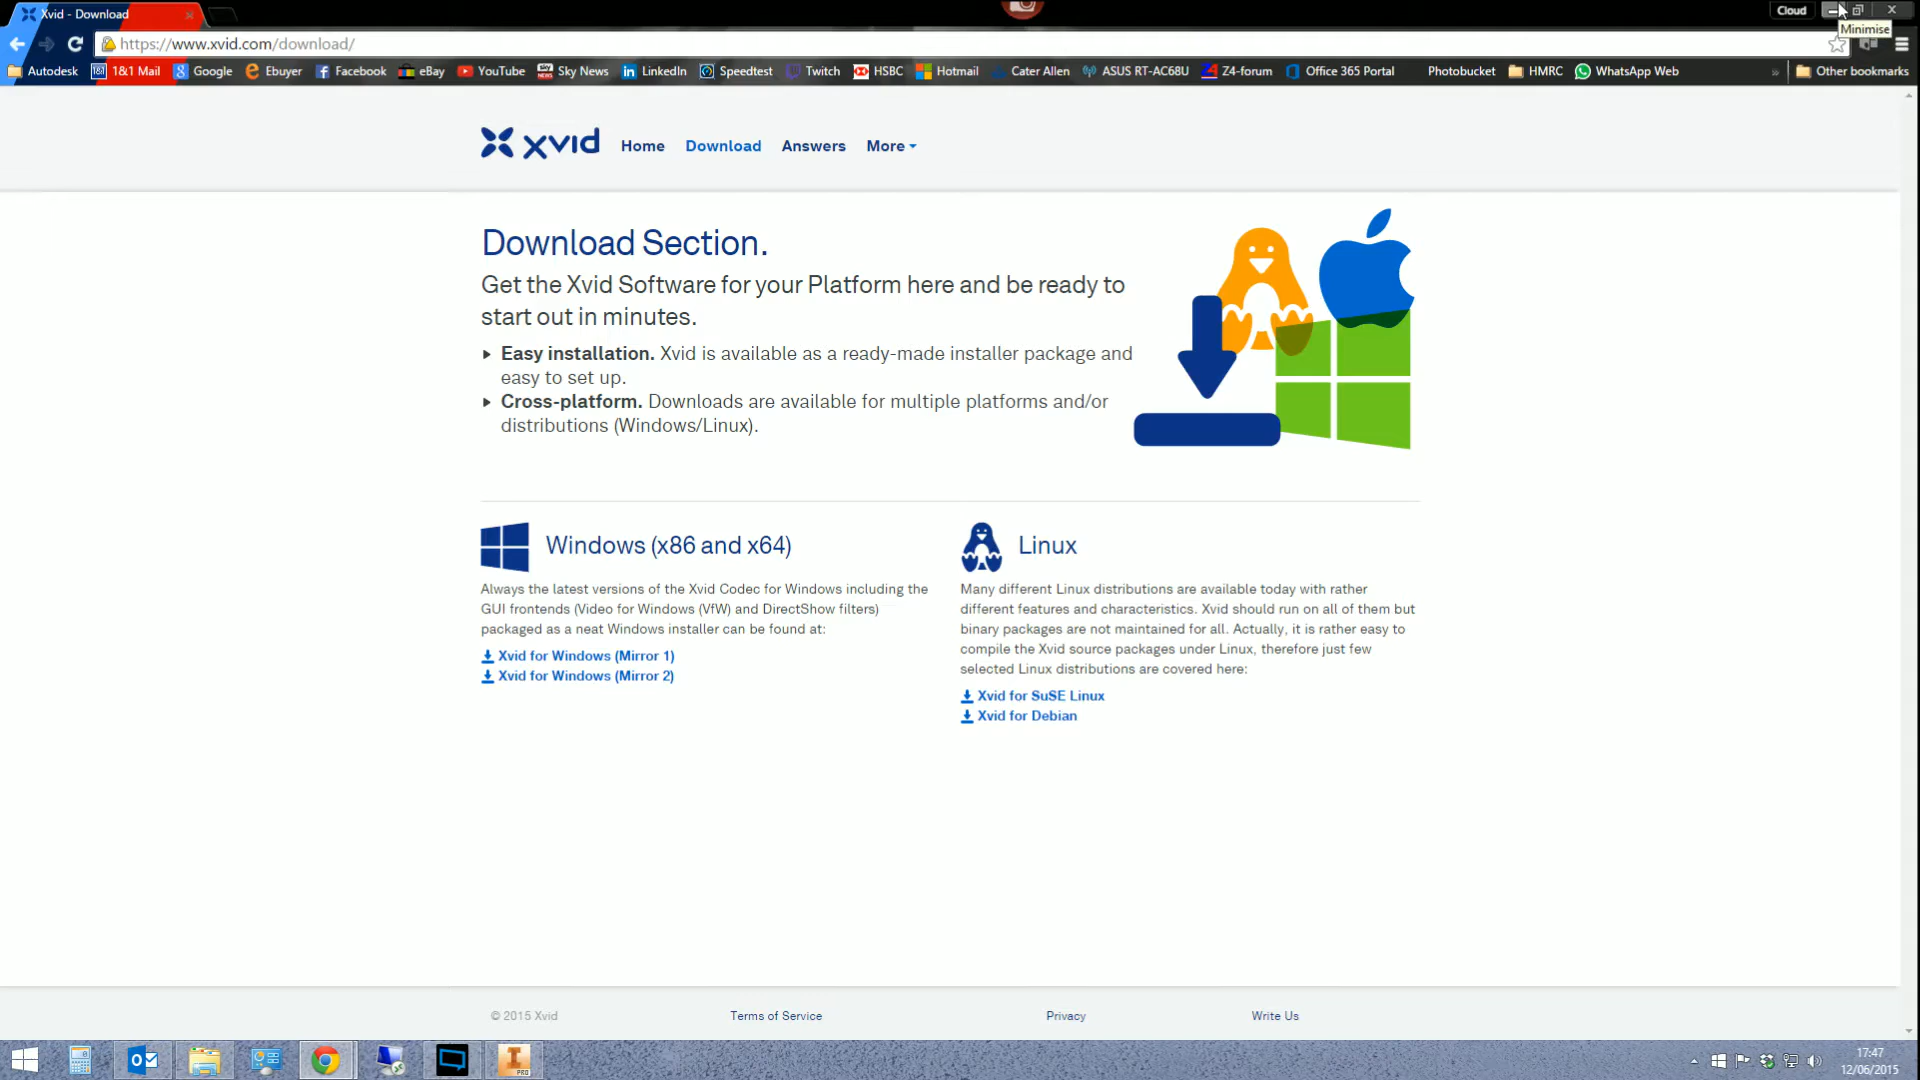 Xvid - Download
Cloud
Minimise
https://www.xvid.com/download/
Autodesk
1&1 Mail
Google
Ebuyer
Facebook
eBay
YouTube
Sky News
LinkedIn
Speedtest
Twitch
HSBC
Hotmail
Cater Allen
ASUS RT-AC68U
Z4-forum
Office 365 Portal
Photobucket
HMRC
WhatsApp Web
»
Other bookmarks
xvid
Home
Download
Answers
More
Download Section.
Get the Xvid Software for your Platform here and be ready to
start out in minutes.
Easy installation. Xvid is available as a ready-made installer package and
easy to set up.
Cross-platform. Downloads are available for multiple platforms and/or
distributions (Windows/Linux).
Windows (x86 and x64)
Always the latest versions of the Xvid Codec for Windows including the
GUI frontends (Video for Windows (VfW) and DirectShow filters)
packaged as a neat Windows installer can be found at:
Xvid for Windows (Mirror 1)
Xvid for Windows (Mirror 2)
Linux
Many different Linux distributions are available today with rather
different features and characteristics. Xvid should run on all of them but
binary packages are not maintained for all. Actually, it is rather easy to
compile the Xvid source packages under Linux, therefore just few
selected Linux distributions are covered here:
Xvid for SuSE Linux
Xvid for Debian
© 2015 Xvid
Terms of Service
Privacy
Write Us
PRO
17:47
12/06/2015